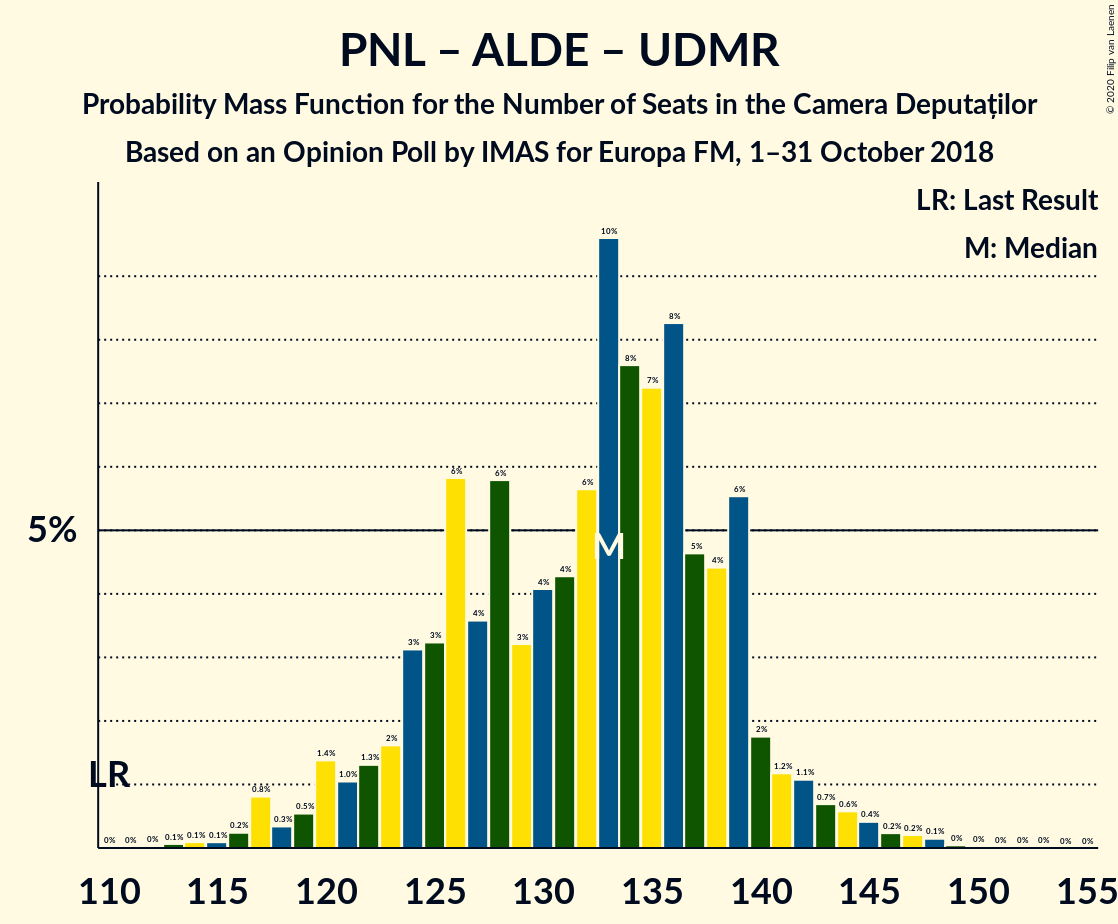 PNL – ALDE – UDMR
Probability Mass Function for the Number of Seats in the Camera Deputaților
Based on an Opinion Poll by IMAS for Europa FM, 1–31 October 2018
© 2020 Filip van Laenen
LR: Last Result
M: Median
5%
LR
M
0% 0% 0% 0.1% 0.1% 0.1% 0.2% 0.8% 0.3% 0.5% 1.4% 1.0% 1.3% 2% 3% 3% 6% 4% 6% 3% 4% 4% 6% 10% 8% 7% 8% 5% 4% 6% 2% 1.2% 1.1% 0.7% 0.6% 0.4% 0.2% 0.2% 0.1% 0% 0% 0% 0% 0% 0% 0%
110 115 120 125 130 135 140 145 150 155